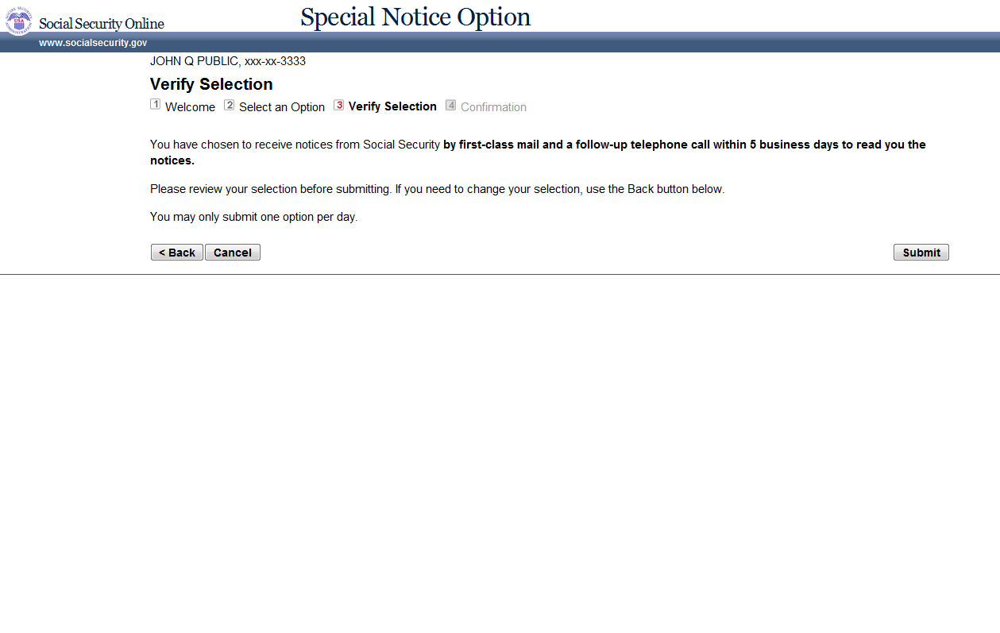 Special Notice Option
Social Security Online
www.socialsecurity.gov
JOHN Q PUBLIC, xxx-xx-3333
Verify Selection
1 Welcome 2 Select an Option 3 Verify Selection 4 Confirmation
You have chosen to receive notices from Social Security by first-class mail and a follow-up telephone call within 5 business days to read you the
notices.
Please review your selection before submitting. If you need to change your selection, use the Back button below.
You may only submit one option per day.
< Back Cancel Submit